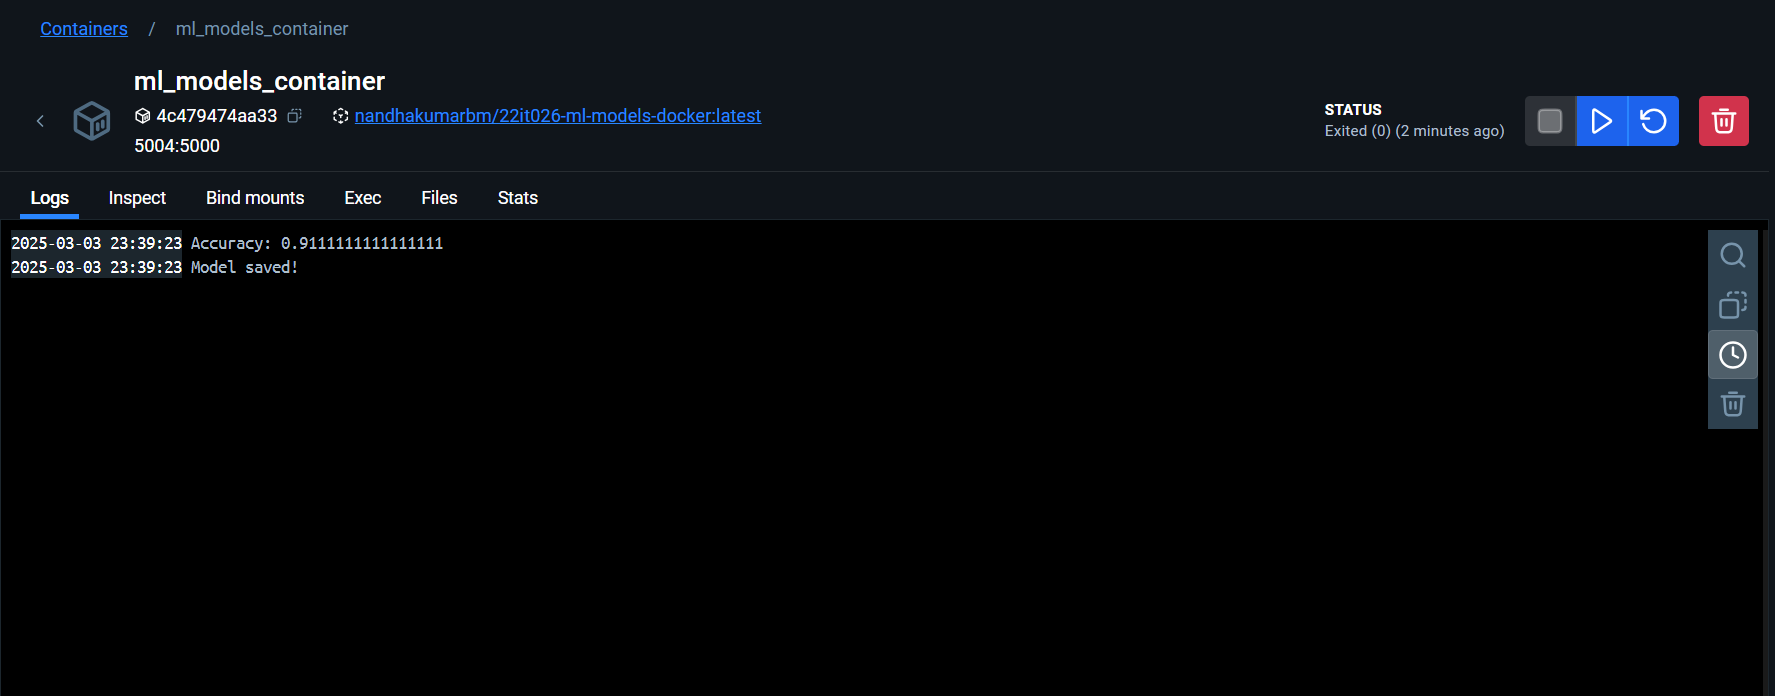 Containers / ml_models_container
ml_models_container
4c479474aa33 nandhakumarbm/22it026-ml-models-docker:latest
5004:5000
STATUS
Exited (0) (2 minutes ago)
Logs Inspect Bind mounts Exec Files Stats
2025-03-03 23:39:23 Accuracy: 0.9111111111111111
2025-03-03 23:39:23 Model saved!